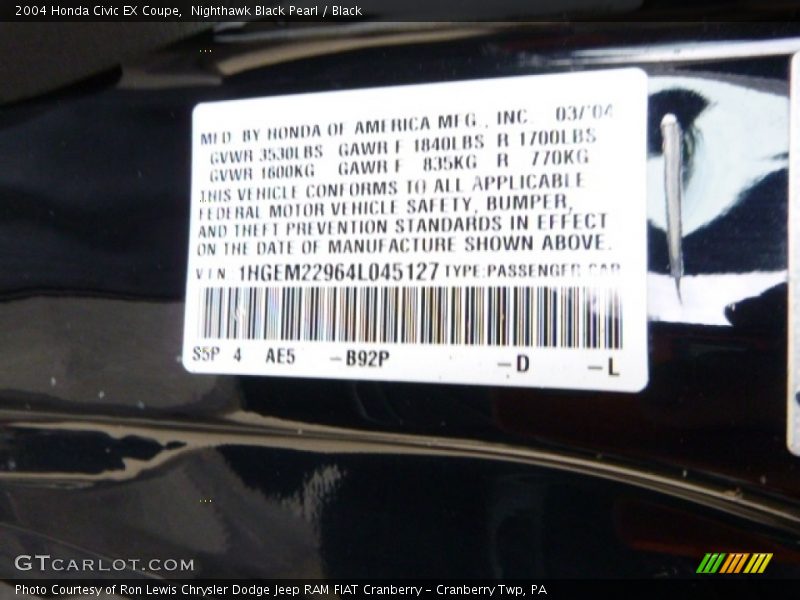 2004 Honda Civic EX Coupe,  Nighthawk Black Pearl / Black
MFD. BY HONDA OF AMERICA MFG., INC. 03/'04
GVWR 3530LBS GAWR F 1840LBS R 1700LBS
GVWR 1600KG GAWR F 835KG R 770KG
THIS VEHICLE CONFORMS TO ALL APPLICABLE
FEDERAL MOTOR VEHICLE SAFETY, BUMPER,
AND THEFT PREVENTION STANDARDS IN EFFECT
ON THE DATE OF MANUFACTURE SHOWN ABOVE.
V.I.N. 1HGEM22964L045127 TYPE:PASSENGER CAR
S5P 4 AE5 –B92P –D –L
GTCARLOT.COM
Photo Courtesy of Ron Lewis Chrysler Dodge Jeep RAM FIAT Cranberry – Cranberry Twp, PA